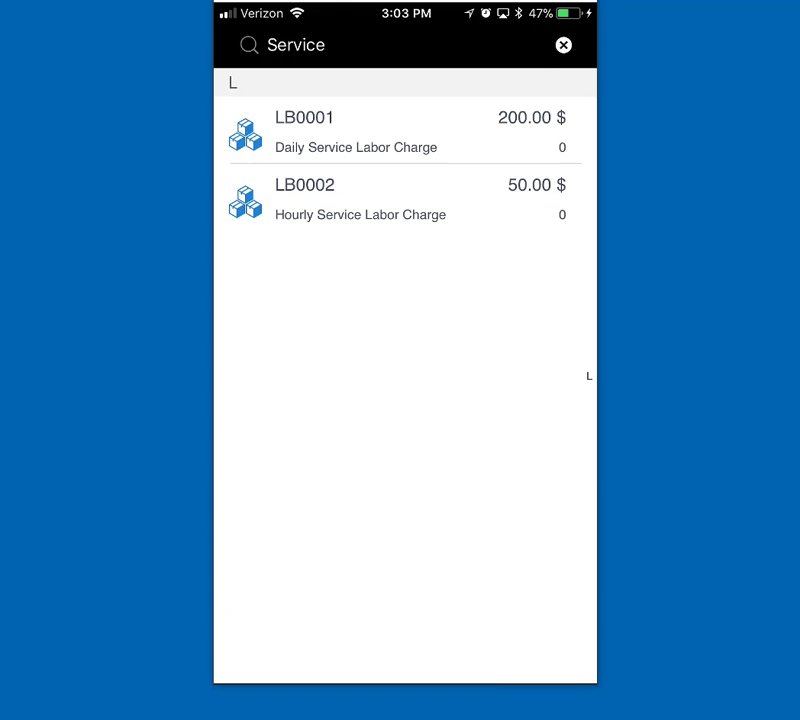 Verizon 3:03 PM 47%
Service
L
LB0001 200.00 $
Daily Service Labor Charge 0
LB0002 50.00 $
Hourly Service Labor Charge 0
L